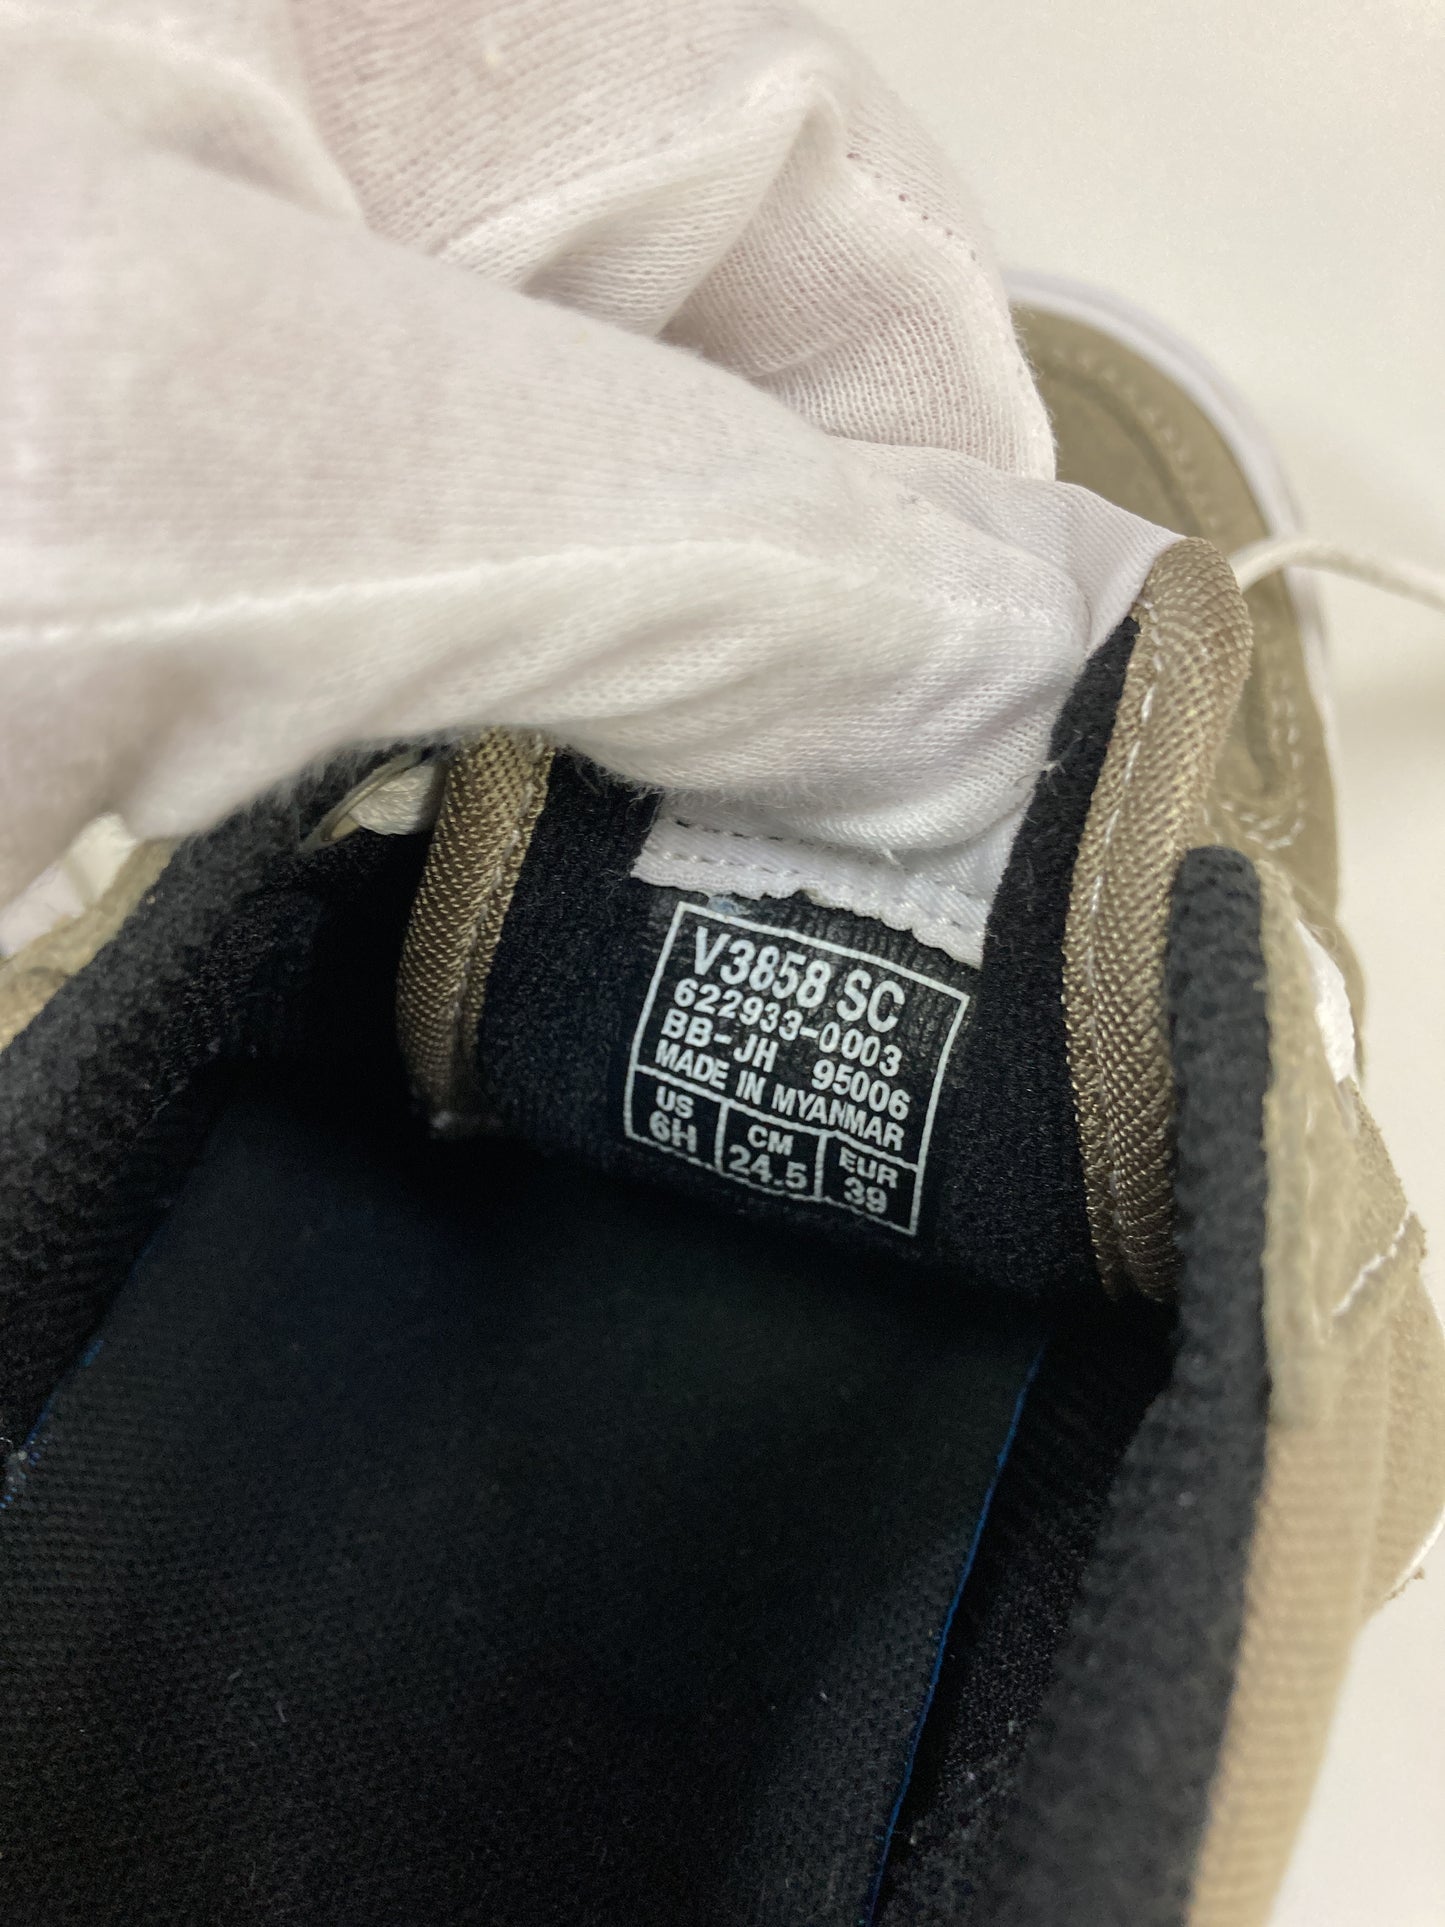 V3858 SC
622933-0003
BB-JH 95006
MADE IN MYANMAR
US CM EUR
6H 24.5 39